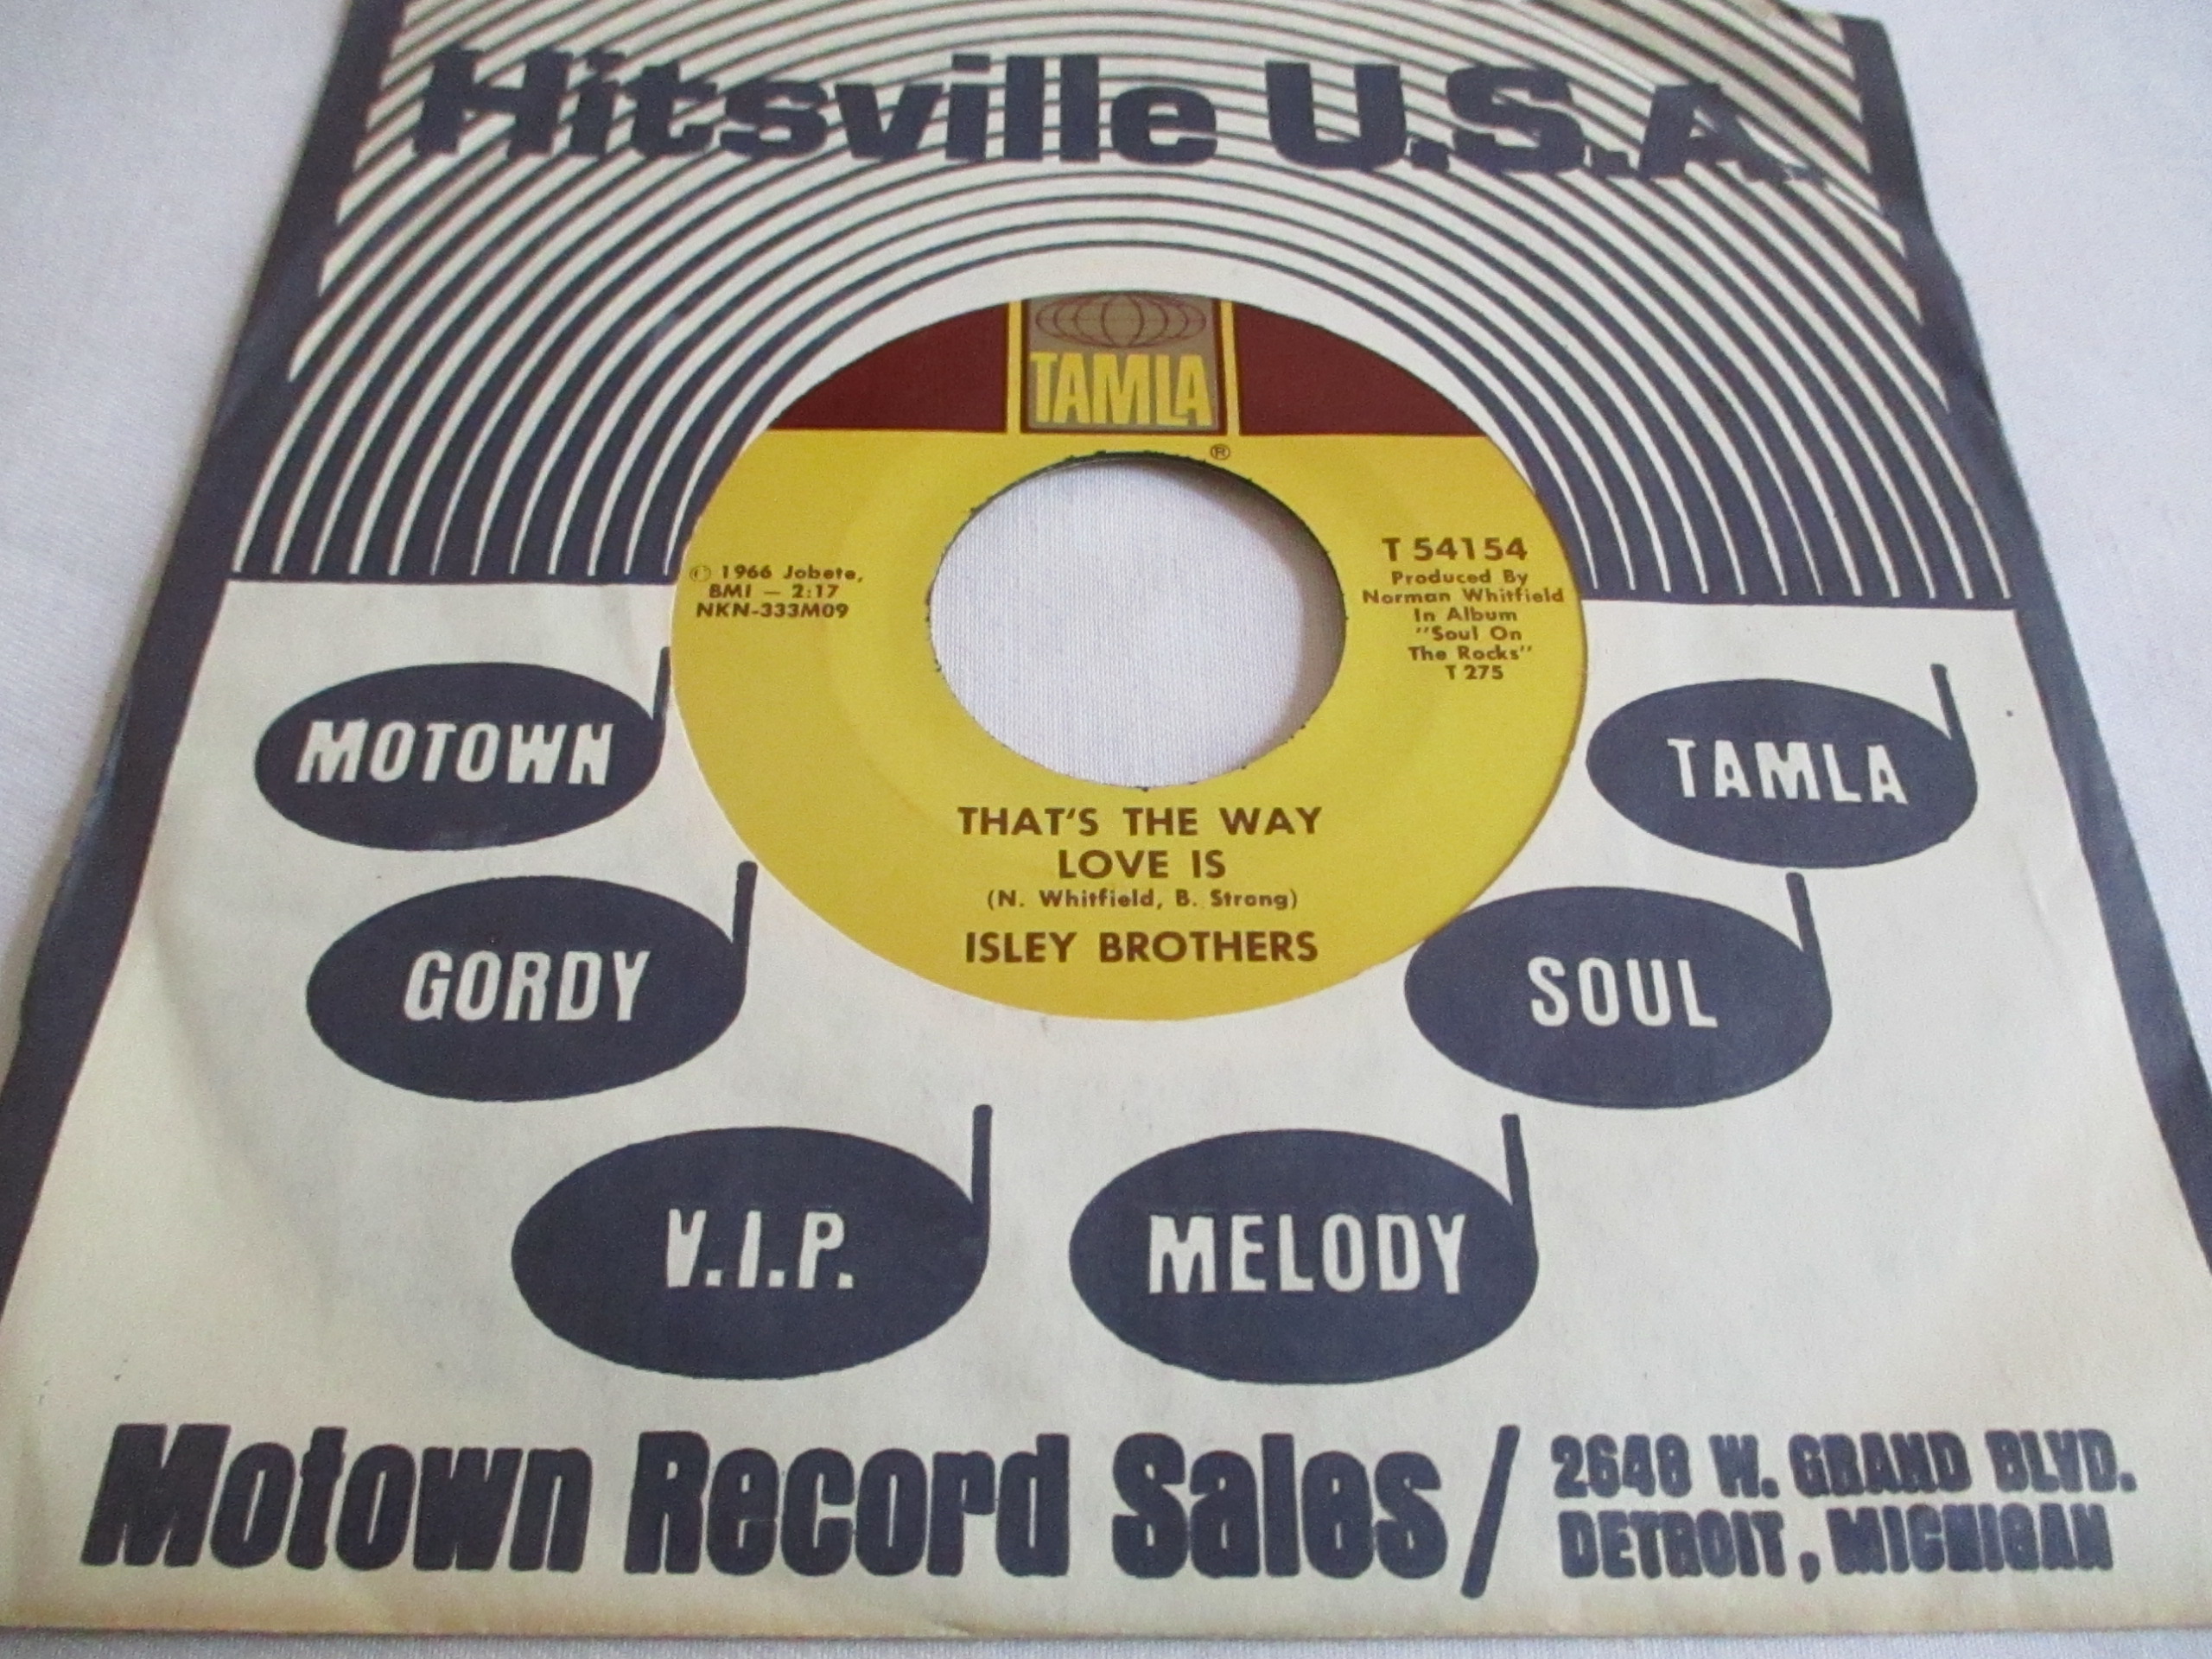 Hitsville U.S.A.
TAMLA
®
© 1966 Jobete,
BMI — 2:17
NKN-333M09
T 54154
Produced By
Norman Whitfield
In Album
"Soul On
The Rocks"
T 275
THAT'S THE WAY
LOVE IS
(N. Whitfield, B. Strong)
ISLEY BROTHERS
MOTOWN
TAMLA
GORDY
SOUL
V.I.P.
MELODY
Motown Record Sales / 2648 W. GRAND BLVD.
DETROIT, MICHIGAN